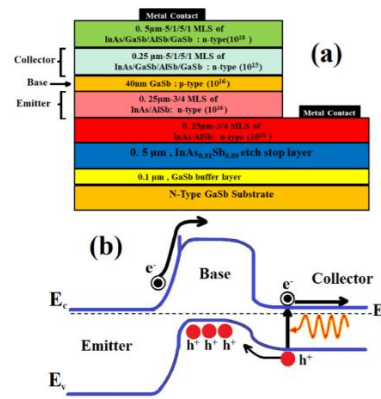 Metal Contact
0. 5μm-5/1/5/1 MLS of
InAs/GaSb/AlSb/GaSb : n-type(10¹⁸ )
(a)
Collector
0.25 μm-5/1/5/1 MLS of
InAs/GaSb/AlSb/GaSb: n-type (10¹⁵)
Base
40nm GaSb : p-type (10¹⁶)
Emitter
0. 25μm-3/4 MLS of
InAs/AlSb: n-type (10¹⁶)
Metal Contact
0. 25μm-3/4 MLS of
InAs/AlSb: n-type (10¹⁸)
0. 5 μm , InAs₀.₉₁Sb₀.₀₉ etch stop layer
0.1 μm , GaSb buffer layer
N-Type GaSb Substrate
(b)
e⁻
Base
e⁻
Collector
E_c
E
Emitter
h⁺ h⁺ h⁺
h⁺
E_v